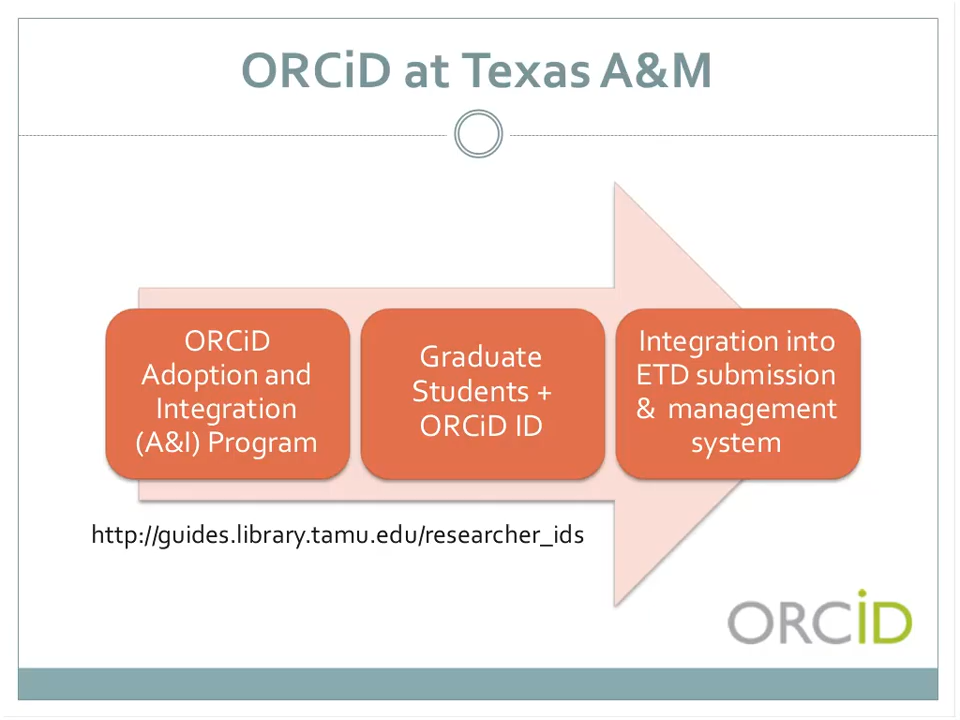 ORCiD at Texas A&M
ORCiD
Adoption and
Integration
(A&I) Program
Graduate
Students +
ORCiD ID
Integration into
ETD submission
& management
system
http://guides.library.tamu.edu/researcher_ids
ORCiD